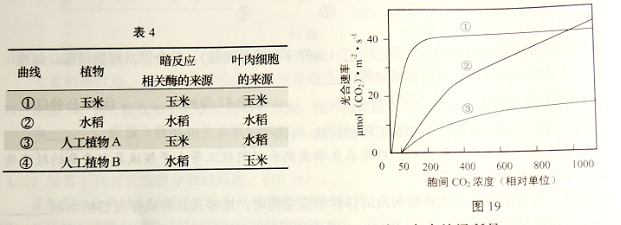 表 4
曲线 植物 暗反应相关酶的来源 叶肉细胞的来源
① 玉米 玉米 玉米
② 水稻 水稻 水稻
③ 人工植物 A 玉米 水稻
④ 人工植物 B 水稻 玉米
光合速率
μmol (CO₂)·m⁻²·s⁻¹
40
20
0
①
②
③
0 50 200 400 600 800 1000
胞间 CO₂ 浓度（相对单位）
图 19